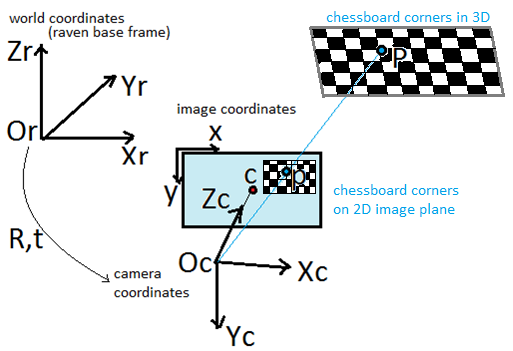 world coordinates
(raven base frame)
Zr
Yr
Or
Xr
R,t
camera
coordinates
image coordinates
x
y
c
p
Zc
Oc
Xc
Yc
chessboard corners in 3D
P
chessboard corners
on 2D image plane